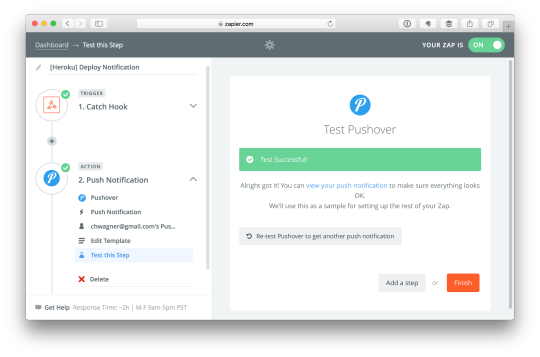 zapier.com
Dashboard → Test this Step
YOUR ZAP IS ON
[Heroku] Deploy Notification
TRIGGER
1. Catch Hook
ACTION
2. Push Notification
Pushover
Push Notification
chwagner@gmail.com's Pus...
Edit Template
Test this Step
Delete
Get Help Response Time: ~2h | M-F 9am-5pm PST
Test Pushover
Test Successful!
Alright got it! You can view your push notification to make sure everything looks
OK.
We'll use this as a sample for setting up the rest of your Zap.
Re-test Pushover to get another push notification
Add a step or Finish